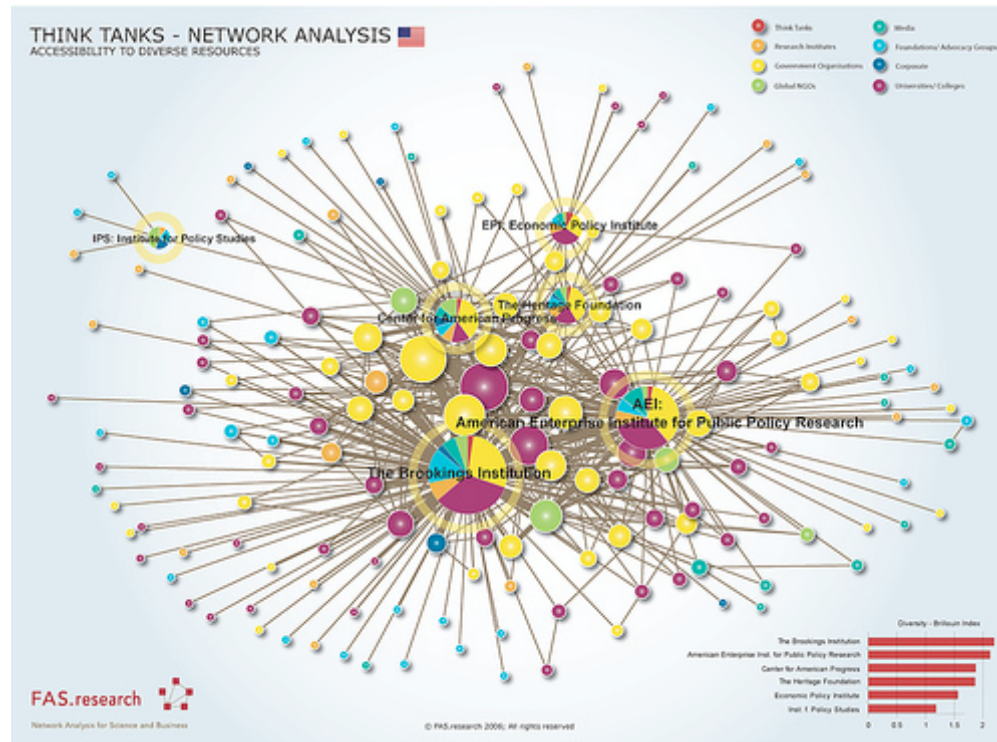 THINK TANKS - NETWORK ANALYSIS
ACCESSIBILITY TO DIVERSE RESOURCES
Think Tanks
Research Institutes
Government Organisations
Global NGOs
Media
Foundations/ Advocacy Groups
Corporate
Universities/ Colleges
IPS: Institute for Policy Studies
EPI: Economic Policy Institute
The Heritage Foundation
Center for American Progress
AEI:
American Enterprise Institute for Public Policy Research
The Brookings Institution
Diversity - Brillouin Index
The Brookings Institution
American Enterprise Inst. for Public Policy Research
Center for American Progress
The Heritage Foundation
Economic Policy Institute
Inst. f. Policy Studies
0 0.5 1 1.5 2
FAS.research
Network Analysis for Science and Business
© FAS.research 2006; All rights reserved